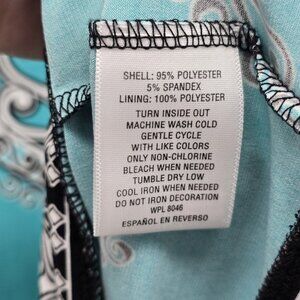 SHELL: 95% POLYESTER
5% SPANDEX
LINING: 100% POLYESTER
TURN INSIDE OUT
MACHINE WASH COLD
GENTLE CYCLE
WITH LIKE COLORS
ONLY NON-CHLORINE
BLEACH WHEN NEEDED
TUMBLE DRY LOW
COOL IRON WHEN NEEDED
DO NOT IRON DECORATION
WPL 8046
ESPAÑOL EN REVERSO